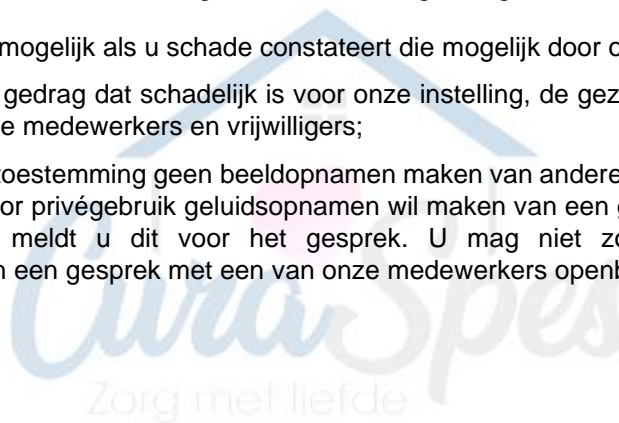 mogelijk als u schade constateert die mogelijk door o
gedrag dat schadelijk is voor onze instelling, de gez
e medewerkers en vrijwilligers;
toestemming geen beeldopnamen maken van andere
or privégebruik geluidsopnamen wil maken van een g
meldt u dit voor het gesprek. U mag niet zo
n een gesprek met een van onze medewerkers openb
CuraSpes
Zorg met liefde